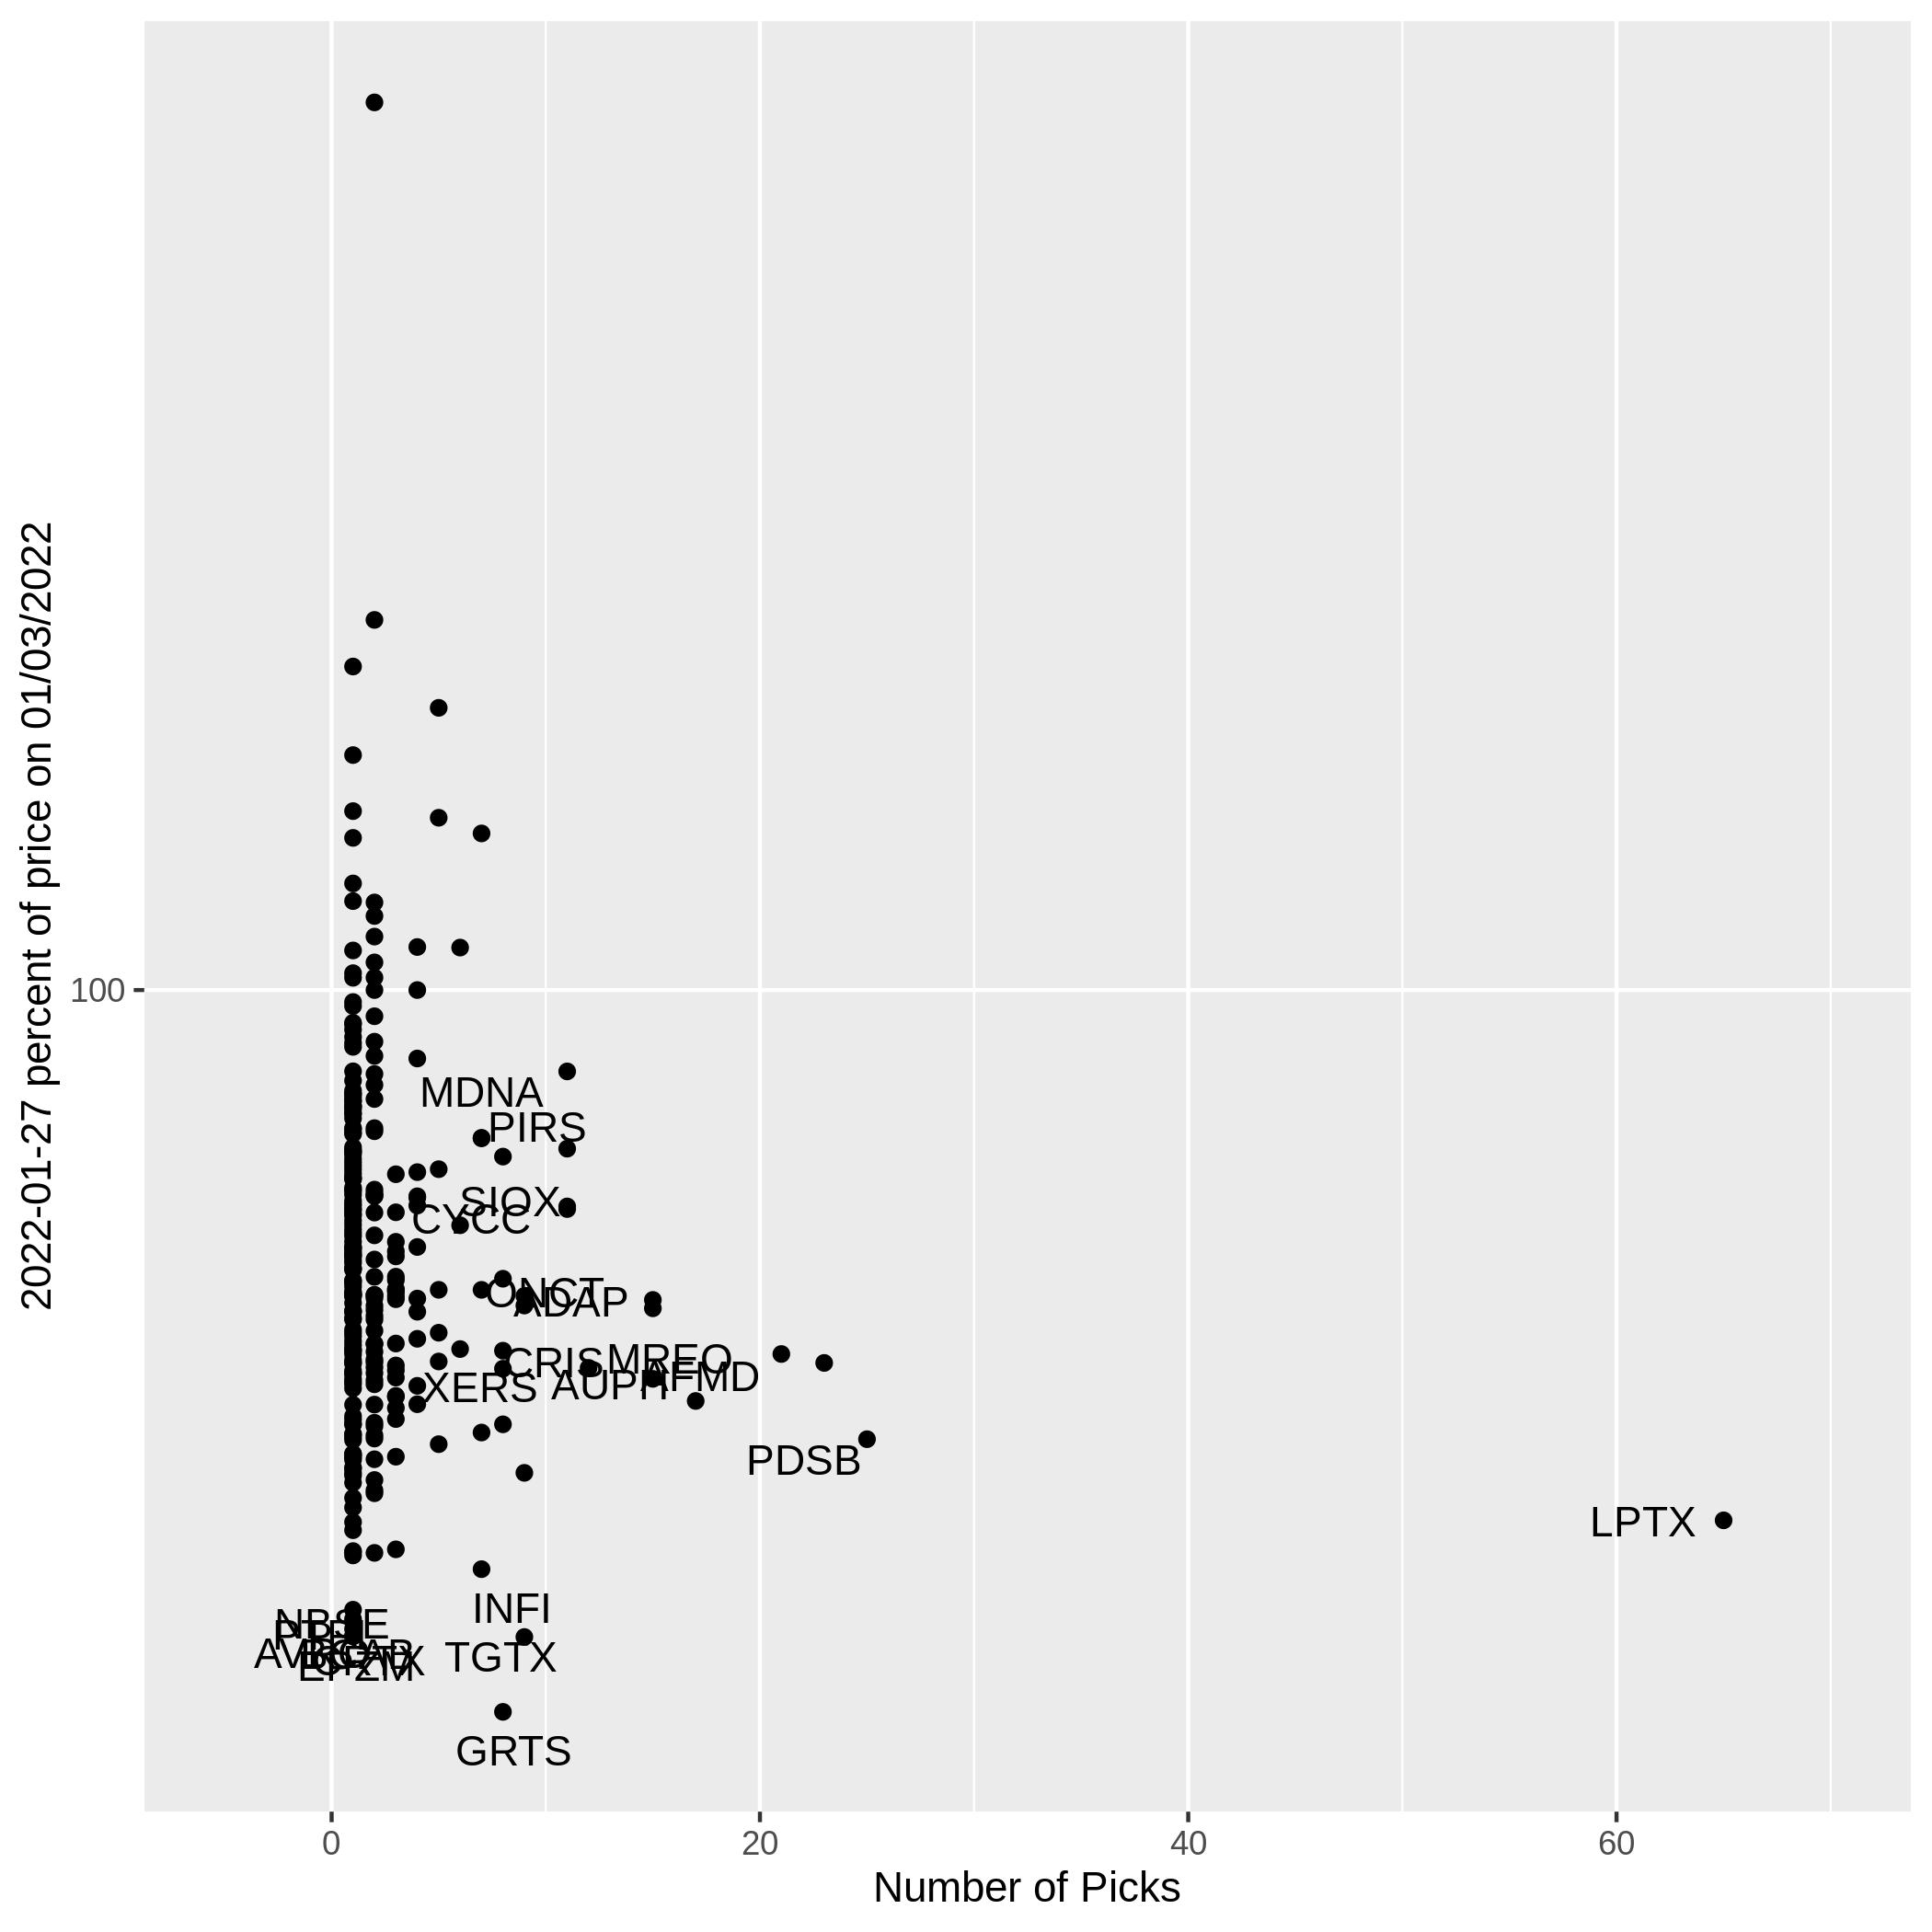 2022-01-27 percent of price on 01/03/2022
100
MDNA
PIRS
SIOX
CYCC
ONCT
ADAP
CRIS
MREO
AFMD
XERS
AUPH
PDSB
LPTX
INFI
TGTX
EPZM
GRTS
0
20
40
60
Number of Picks